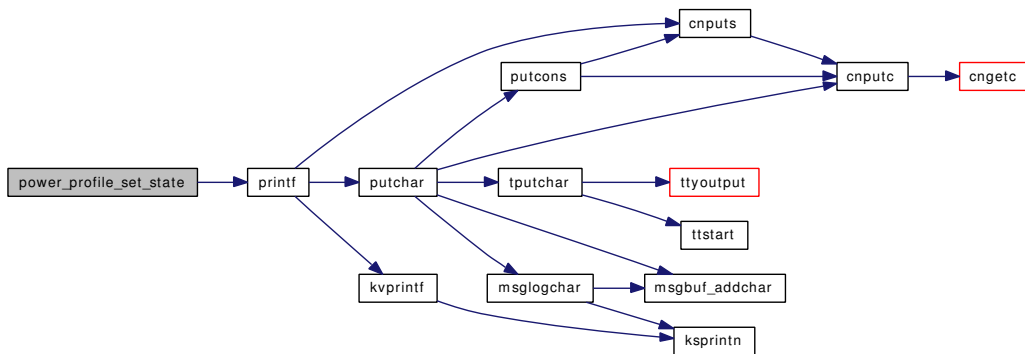 cnputs
putcons
cnputc
cngetc
power_profile_set_state
printf
putchar
tputchar
ttyoutput
ttstart
kvprintf
msglogchar
msgbuf_addchar
ksprintn